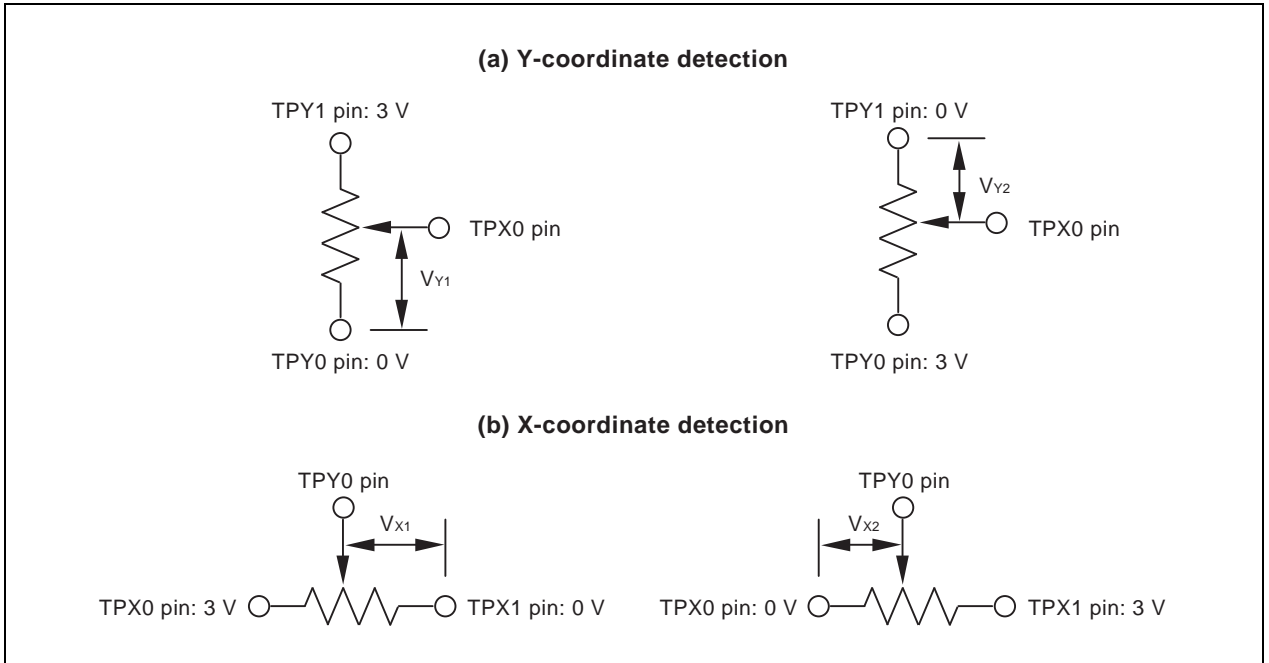 (a) Y-coordinate detection
TPY1 pin: 3 V
TPX0 pin
VY1
TPY0 pin: 0 V
TPY1 pin: 0 V
VY2
TPX0 pin
TPY0 pin: 3 V
(b) X-coordinate detection
TPY0 pin
VX1
TPX0 pin: 3 V
TPX1 pin: 0 V
TPY0 pin
VX2
TPX0 pin: 0 V
TPX1 pin: 3 V